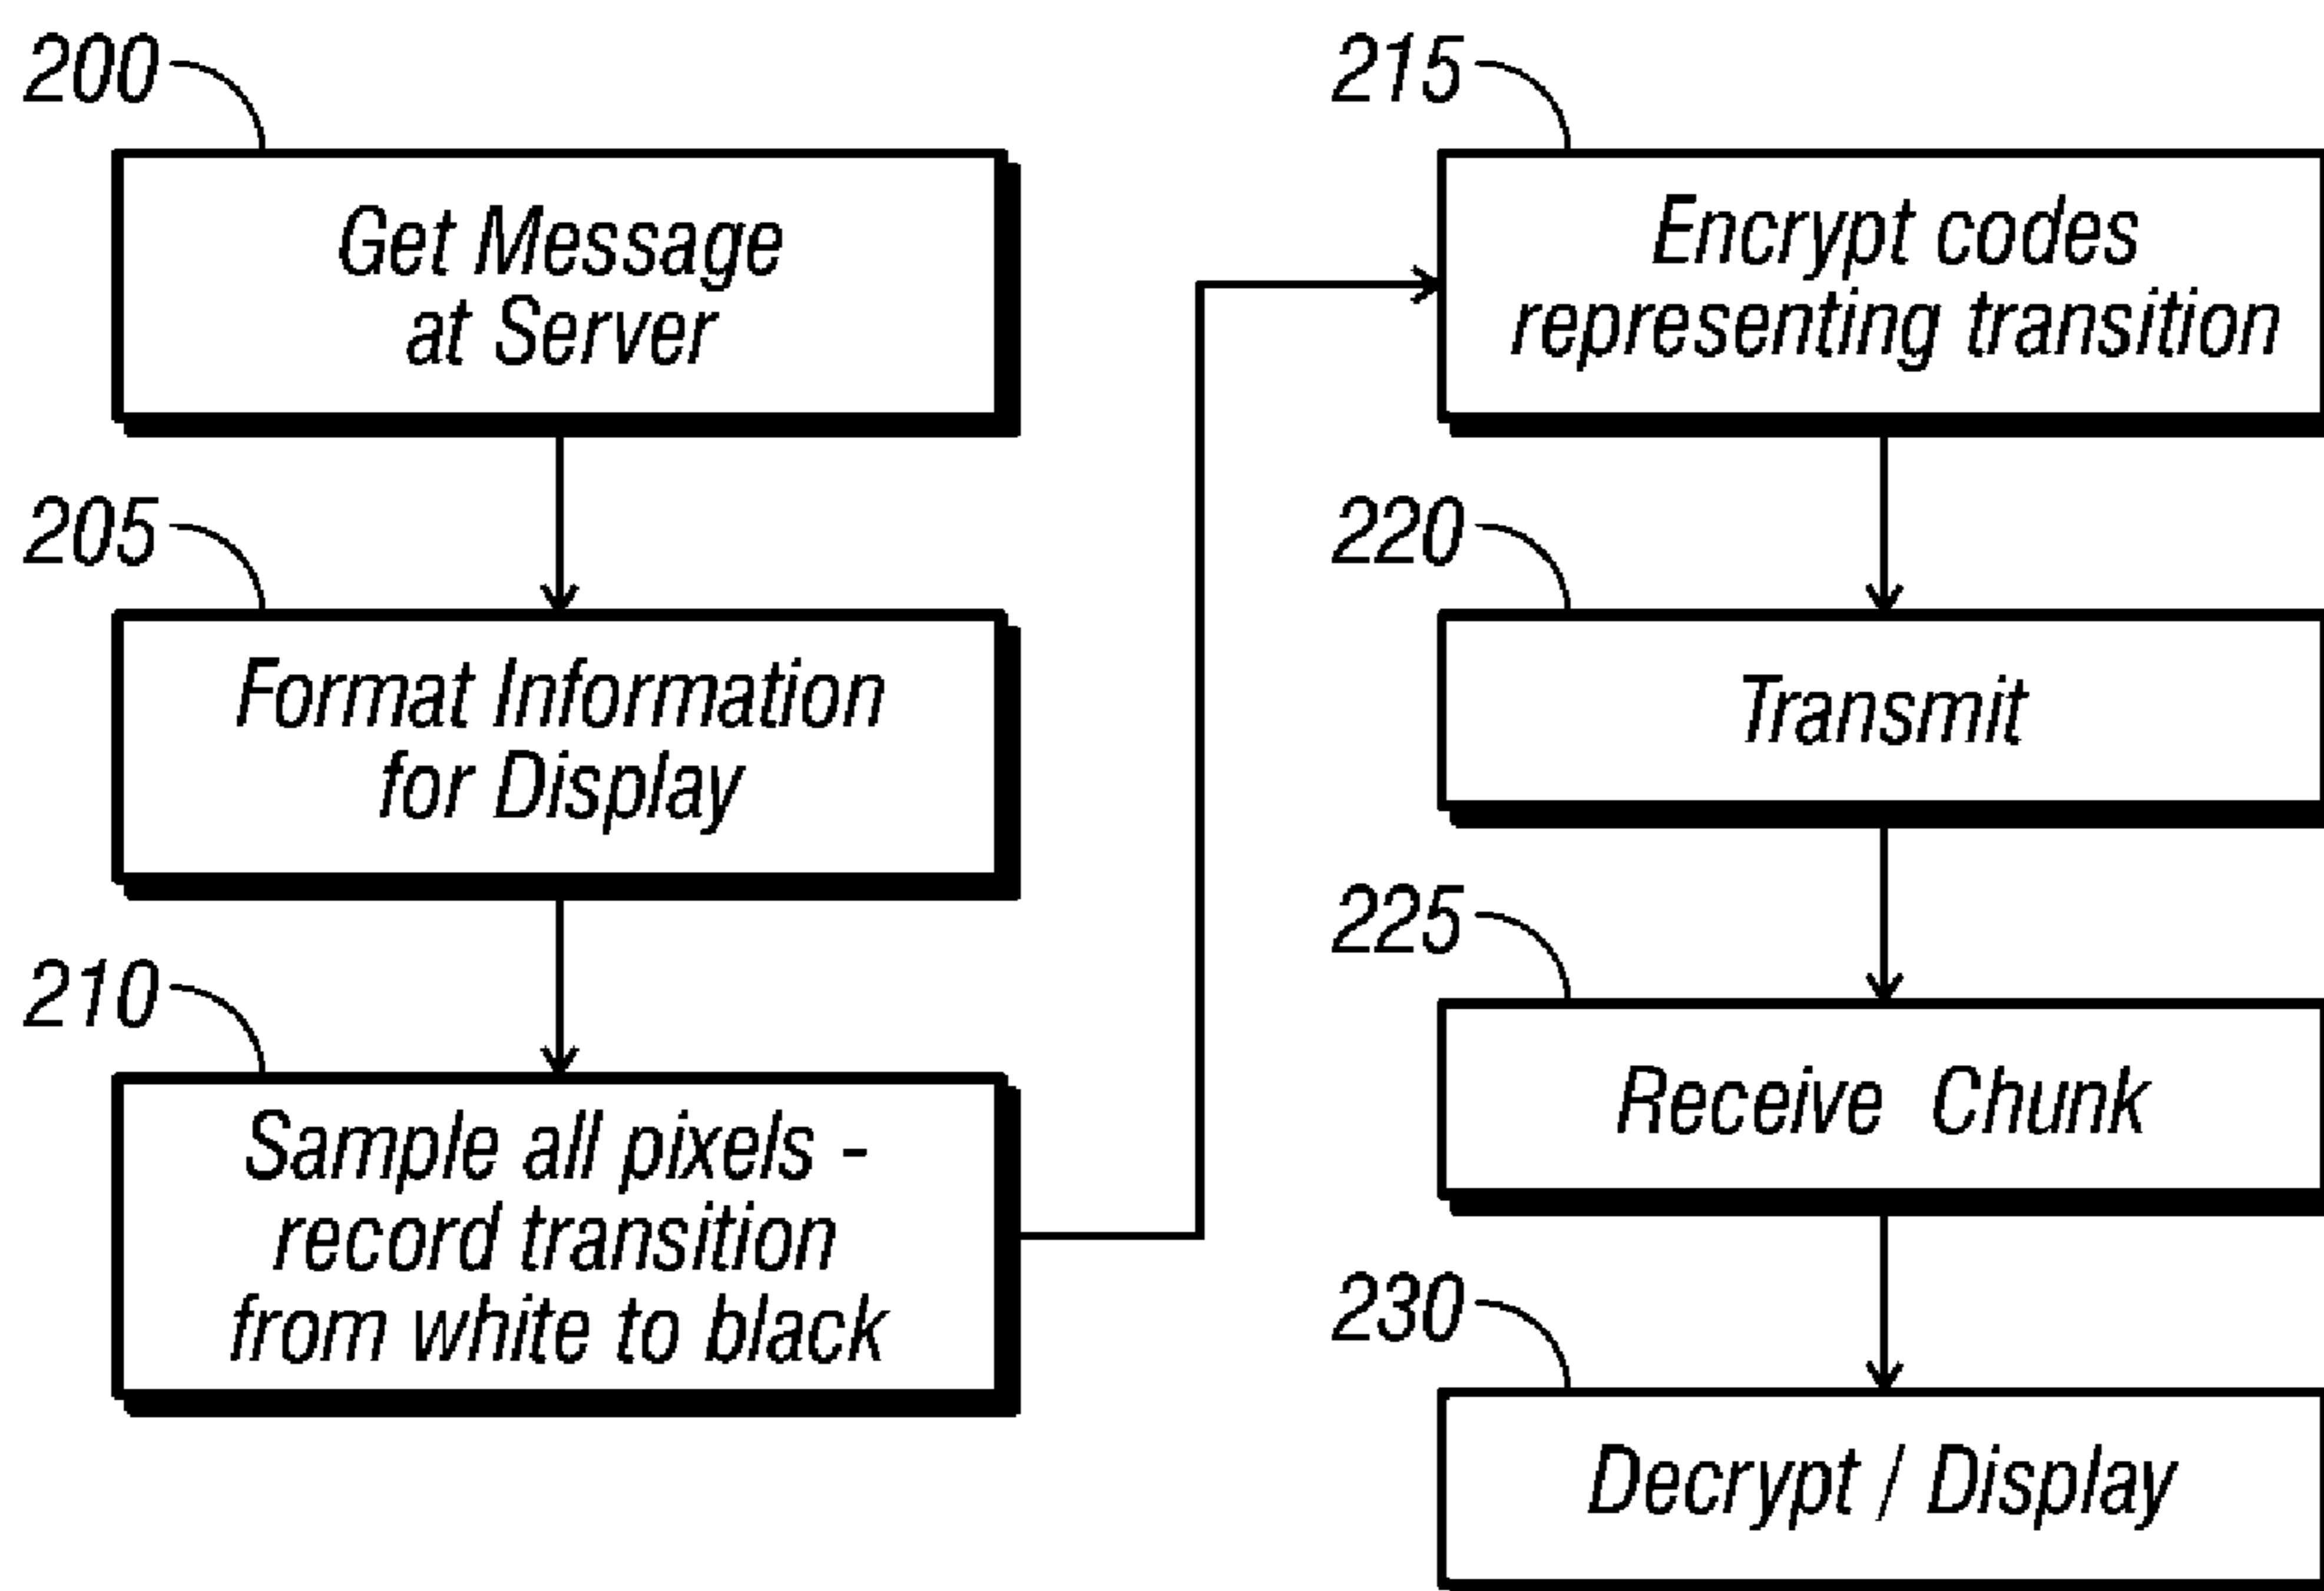 200
Get Message
at Server
205
Format Information
for Display
210
Sample all pixels -
record transition
from white to black
215
Encrypt codes
representing transition
220
Transmit
225
Receive Chunk
230
Decrypt / Display